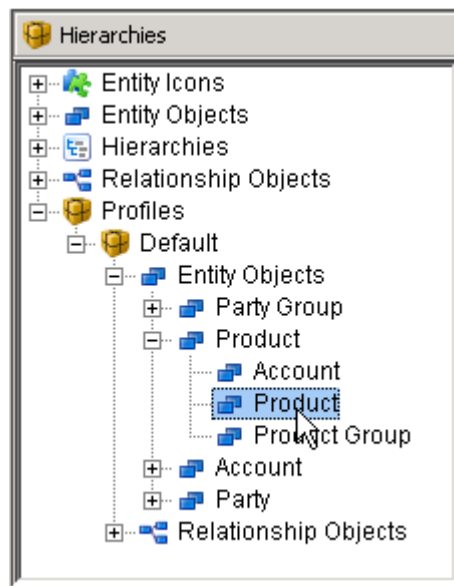 Hierarchies
Entity Icons
Entity Objects
Hierarchies
Relationship Objects
Profiles
Default
Entity Objects
Party Group
Product
Account
Product
Product Group
Account
Party
Relationship Objects